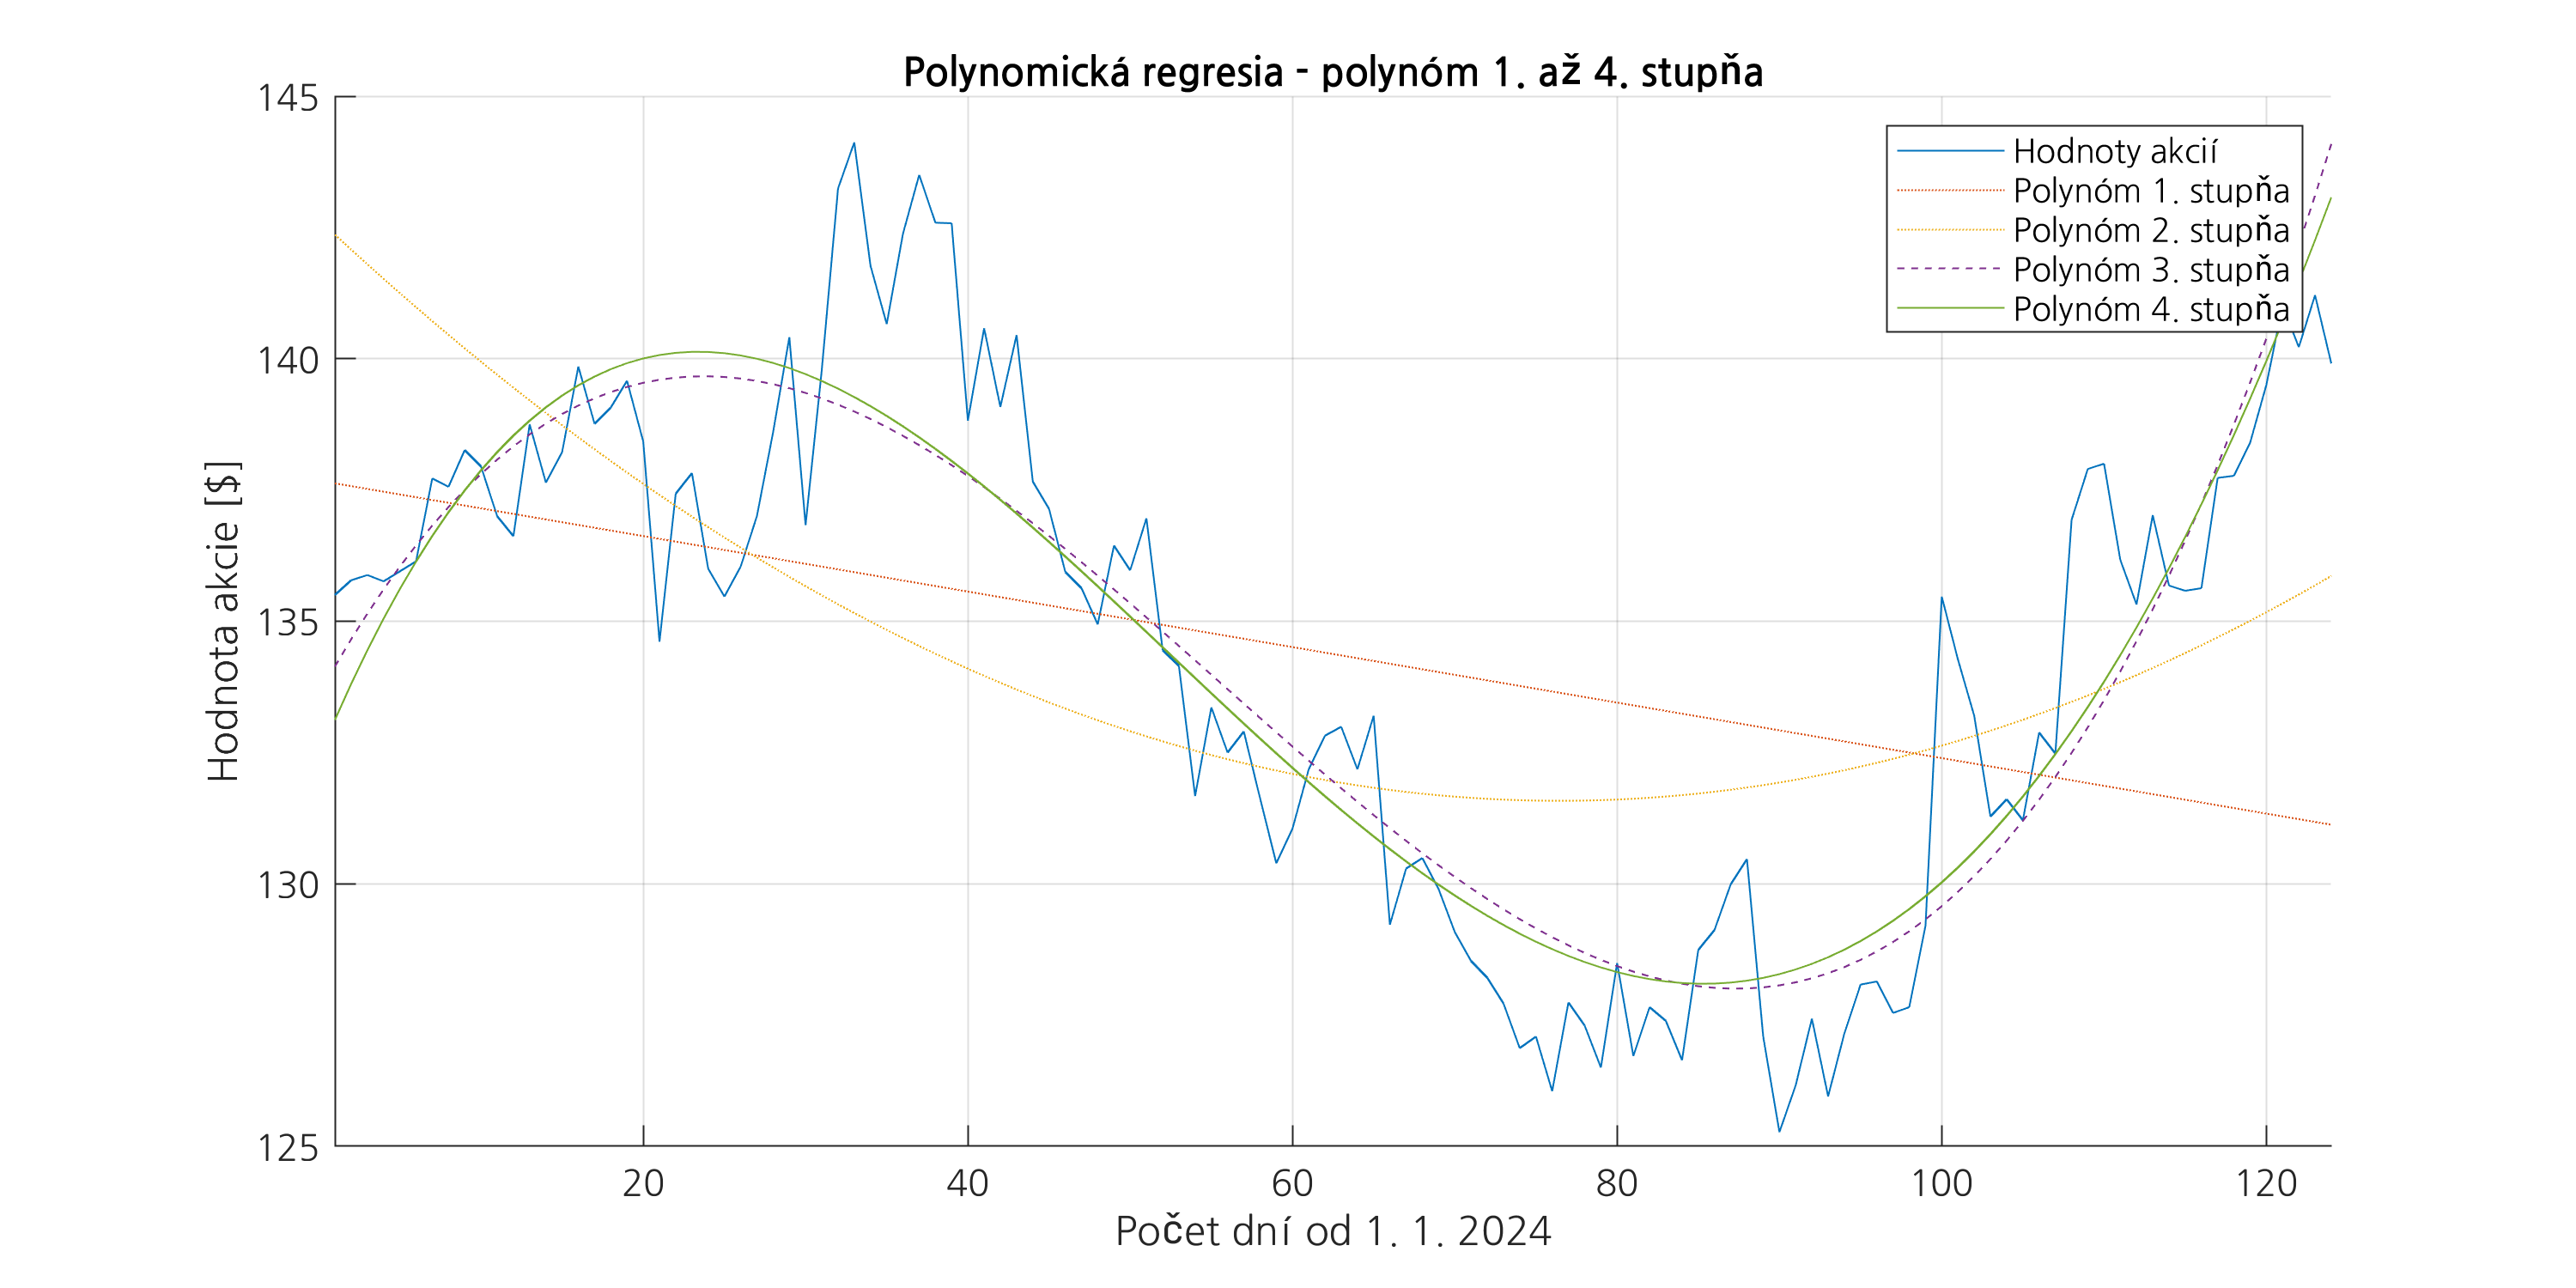 Polynomická regresia - polynóm 1. až 4. stupňa
145
140
135
130
125
Hodnota akcie [$]
Hodnoty akcií
Polynóm 1. stupňa
Polynóm 2. stupňa
Polynóm 3. stupňa
Polynóm 4. stupňa
20 40 60 80 100 120
Počet dní od 1. 1. 2024